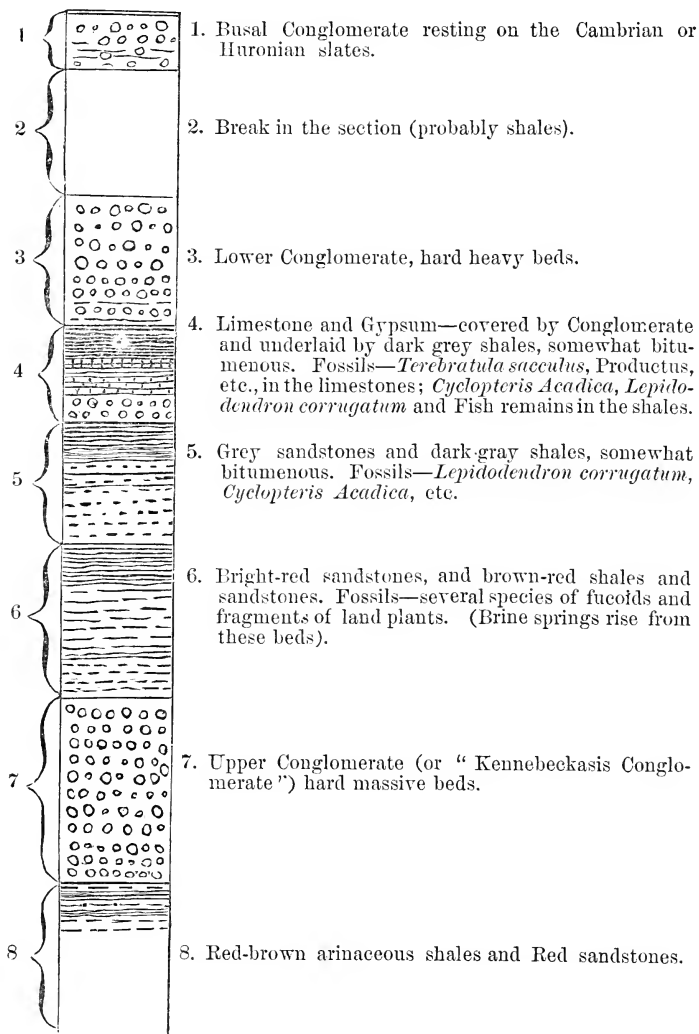 1
1. Busal Conglomerate resting on the Cambrian or
Huronian slates.
2
2. Break in the section (probably shales).
3
3. Lower Conglomerate, hard heavy beds.
4
4. Limestone and Gypsum—covered by Conglomerate
and underlaid by dark grey shales, somewhat bitu-
menous. Fossils—Terebratula sacculus, Productus,
etc., in the limestones; Cyclopteris Acadica, Lepido-
dendron corrugatum and Fish remains in the shales.
5
5. Grey sandstones and dark-gray shales, somewhat
bitumenous. Fossils—Lepidodendron corrugatum,
Cyclopteris Acadica, etc.
6
6. Bright-red sandstones, and brown-red shales and
sandstones. Fossils—several species of fucoids and
fragments of land plants. (Brine springs rise from
these beds).
7
7. Upper Conglomerate (or "Kennebeckasis Conglo-
merate") hard massive beds.
8
8. Red-brown arinaceous shales and Red sandstones.